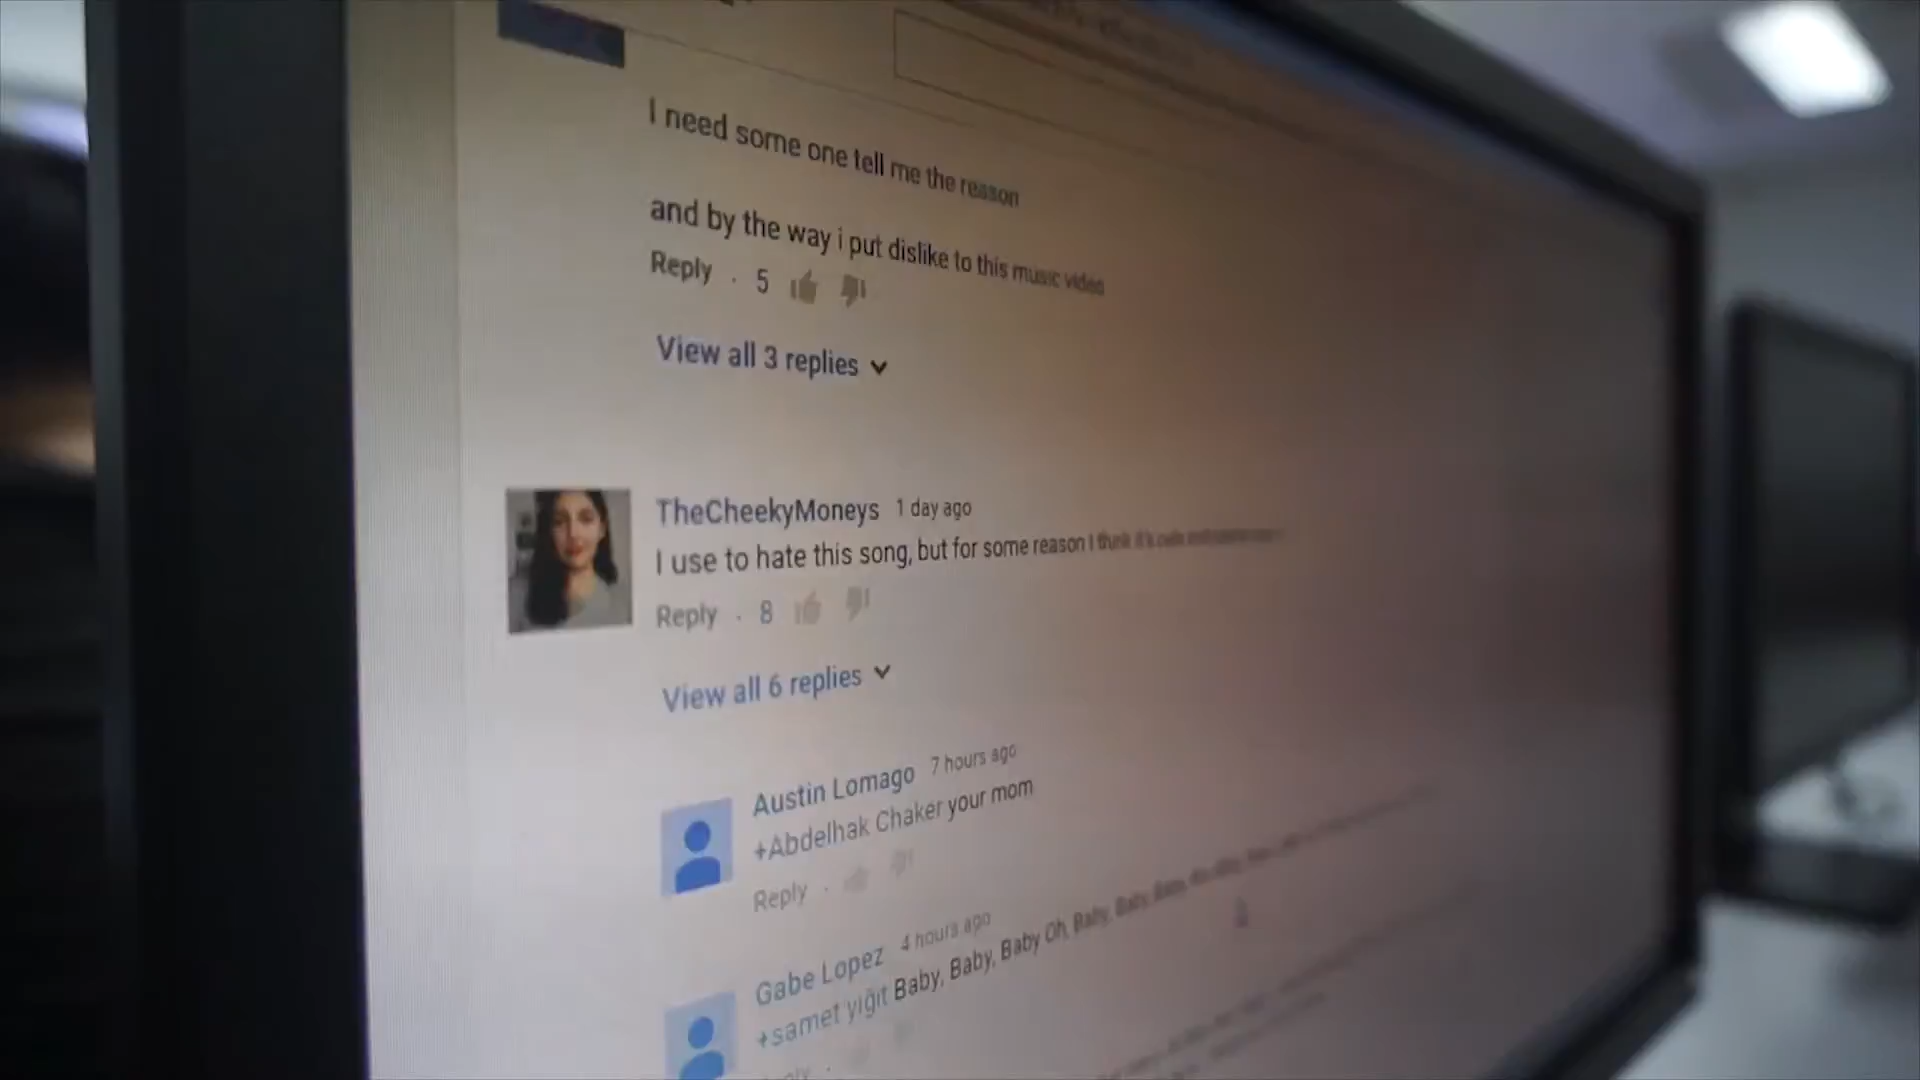 I need some one tell me the reason
and by the way i put dislike to this music video
Reply · 5
View all 3 replies
TheCheekyMoneys 1 day ago
I use to hate this song, but for some reason I think it's
Reply · 8
View all 6 replies
Austin Lomago 7 hours ago
+Abdelhak Chaker your mom
Reply ·
Gabe Lopez 4 hours ago
+samet yiğit Baby, Baby, Baby Oh, Baby, Baby, Baby